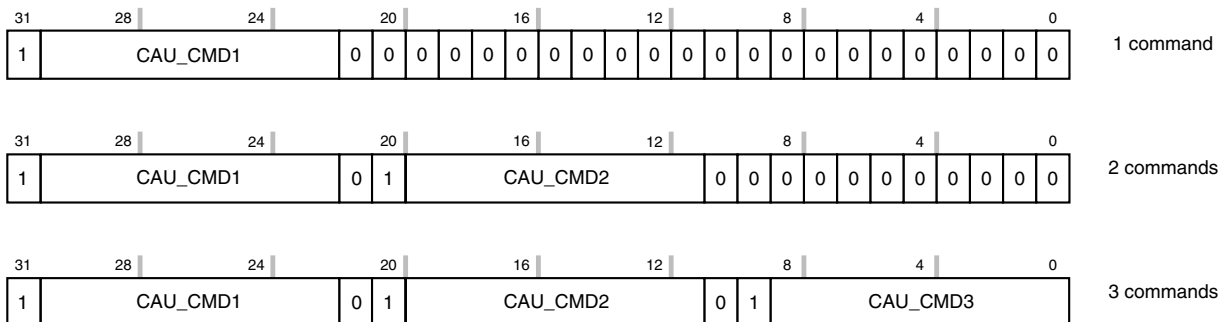 31 28 24 20 16 12 8 4 0
1 CAU_CMD1 0 0 0 0 0 0 0 0 0 0 0 0 0 0 0 0 0 0 0 0 0 0 1 command
31 28 24 20 16 12 8 4 0
1 CAU_CMD1 0 1 CAU_CMD2 0 0 0 0 0 0 0 0 0 0 0 2 commands
31 28 24 20 16 12 8 4 0
1 CAU_CMD1 0 1 CAU_CMD2 0 1 CAU_CMD3 3 commands